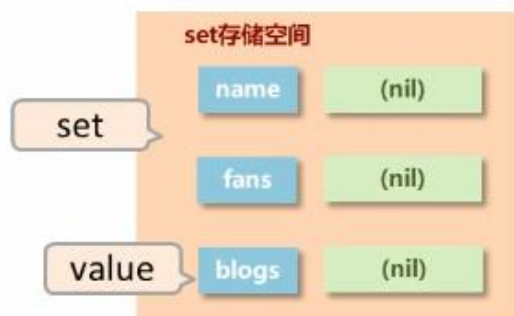 set存储空间
name (nil)
set
fans (nil)
value blogs (nil)